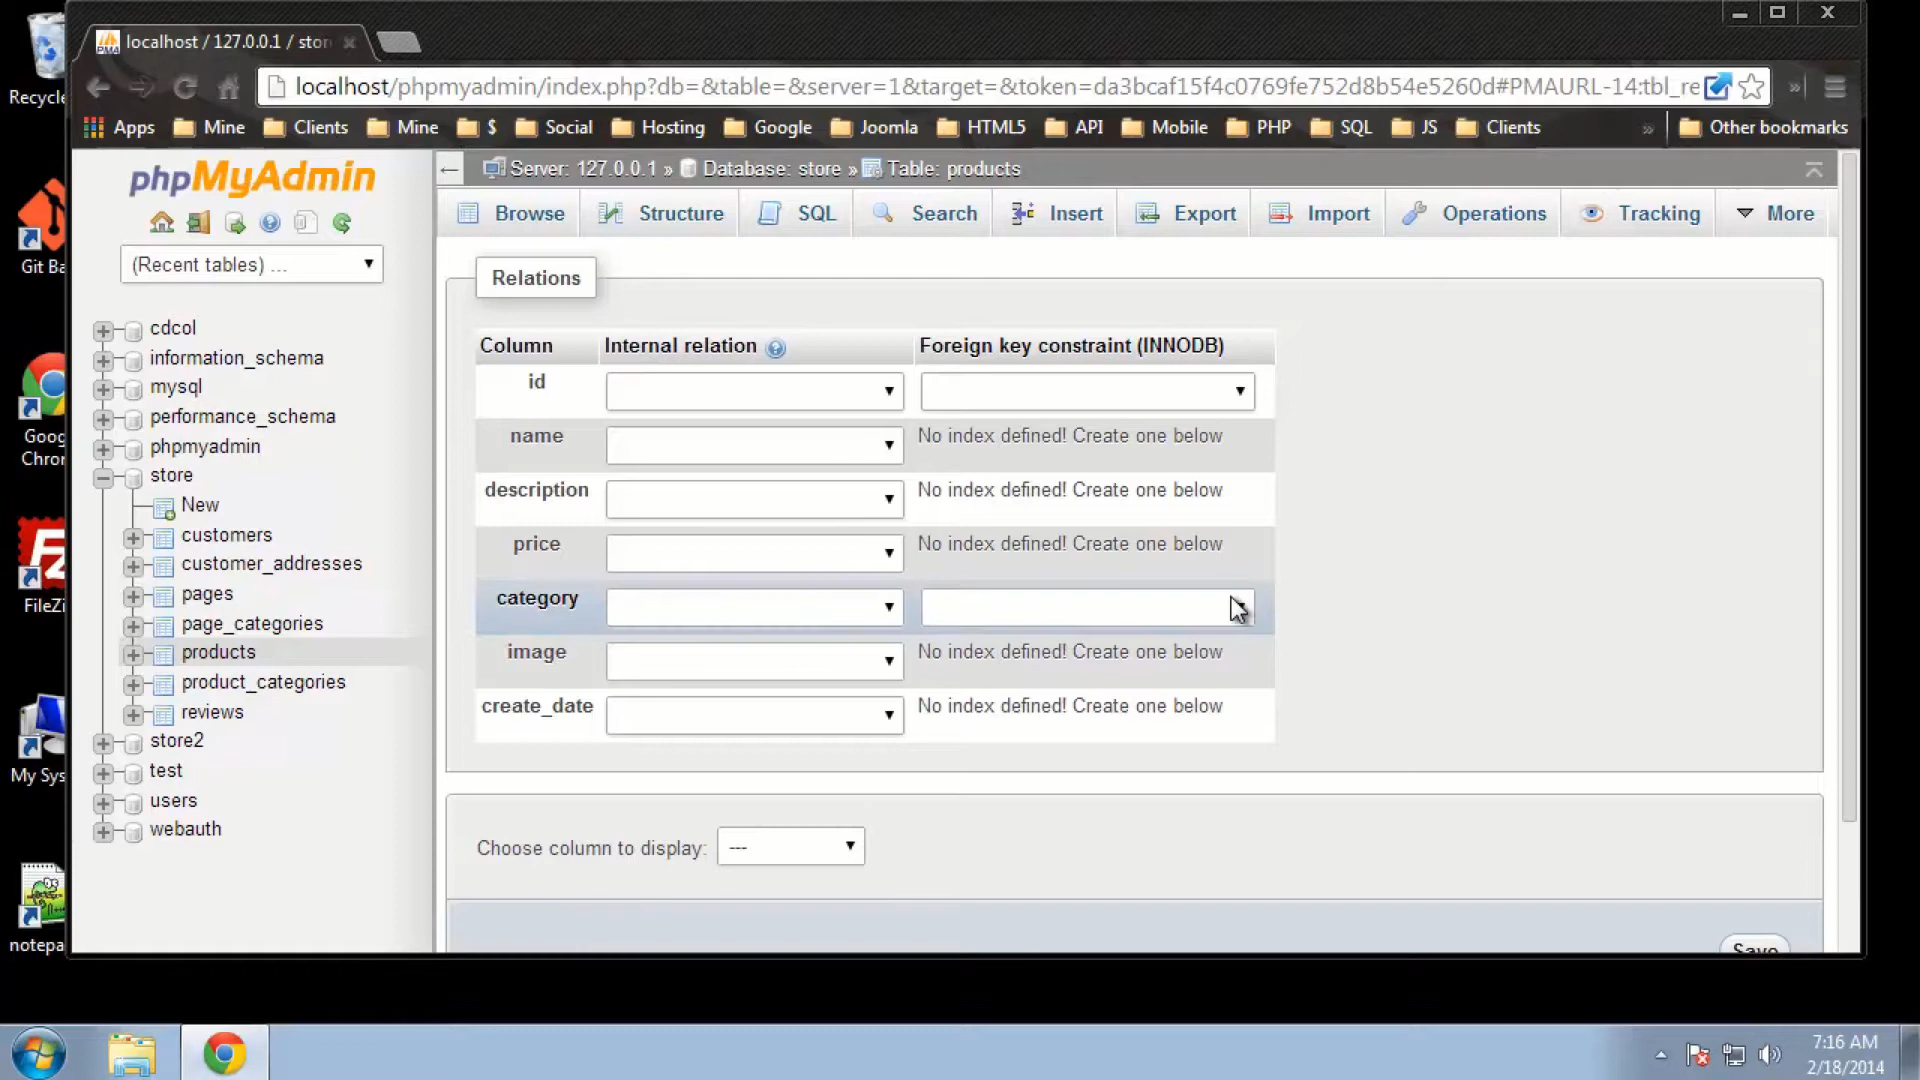 Recycle
localhost / 127.0.0.1 / stor
localhost/phpmyadmin/index.php?db=&table=&server=1&target=&token=da3bcaf15f4c0769fe752d8b54e5260d#PMAURL-14:tbl_re
Apps Mine Clients Mine $ Social Hosting Google Joomla HTML5 API Mobile PHP SQL JS Clients » Other bookmarks
phpMyAdmin
(Recent tables) ...
cdcol
information_schema
mysql
performance_schema
phpmyadmin
store
New
customers
customer_addresses
pages
page_categories
products
product_categories
reviews
store2
test
users
webauth
Server: 127.0.0.1 » Database: store » Table: products
Browse Structure SQL Search Insert Export Import Operations Tracking More
Relations
Column Internal relation Foreign key constraint (INNODB)
id
name No index defined! Create one below
description No index defined! Create one below
price No index defined! Create one below
category
image No index defined! Create one below
create_date No index defined! Create one below
Choose column to display: ---
Save
Git Ba
Goog
Chrom
FileZi
My Sys
notepa
7:16 AM
2/18/2014